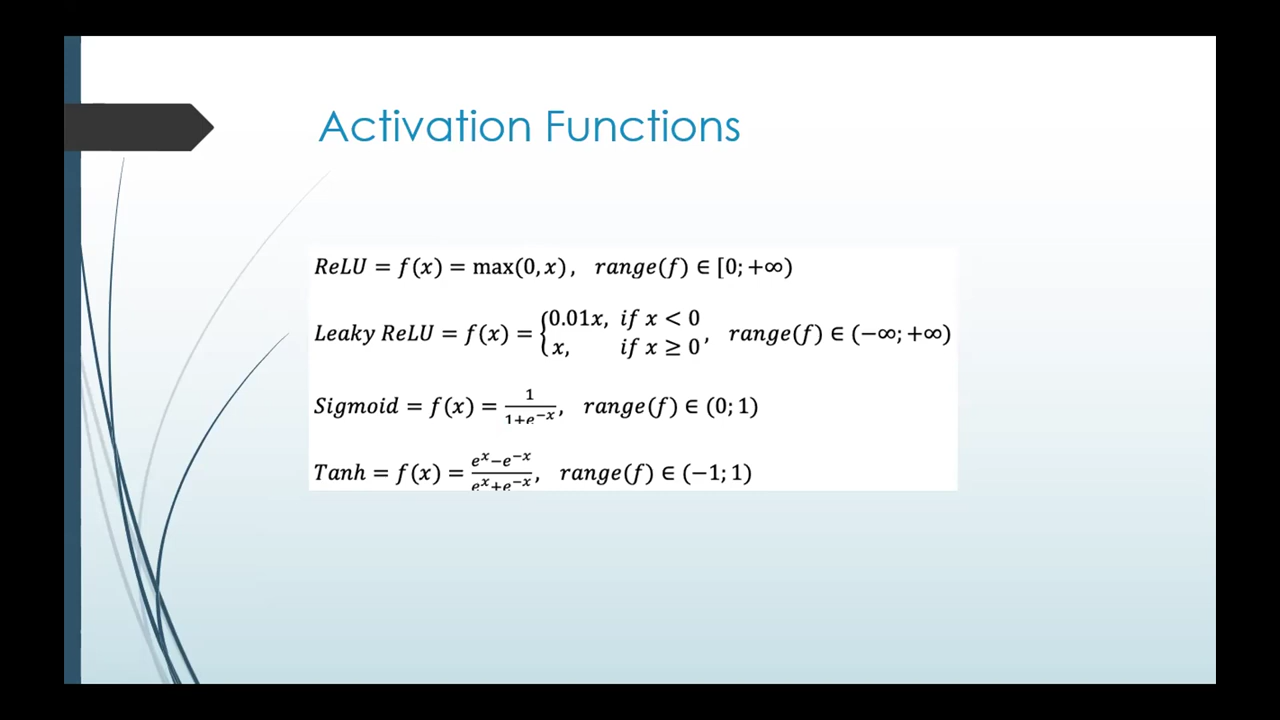 Activation Functions
ReLU = f(x) = max(0, x), range(f) ∈ [0; +∞)
Leaky ReLU = f(x) = {0.01x, if x < 0
x, if x ≥ 0, range(f) ∈ (−∞; +∞)
Sigmoid = f(x) = 1/(1+e^−x), range(f) ∈ (0; 1)
Tanh = f(x) = (e^x−e^−x)/(e^x+e^−x), range(f) ∈ (−1; 1)